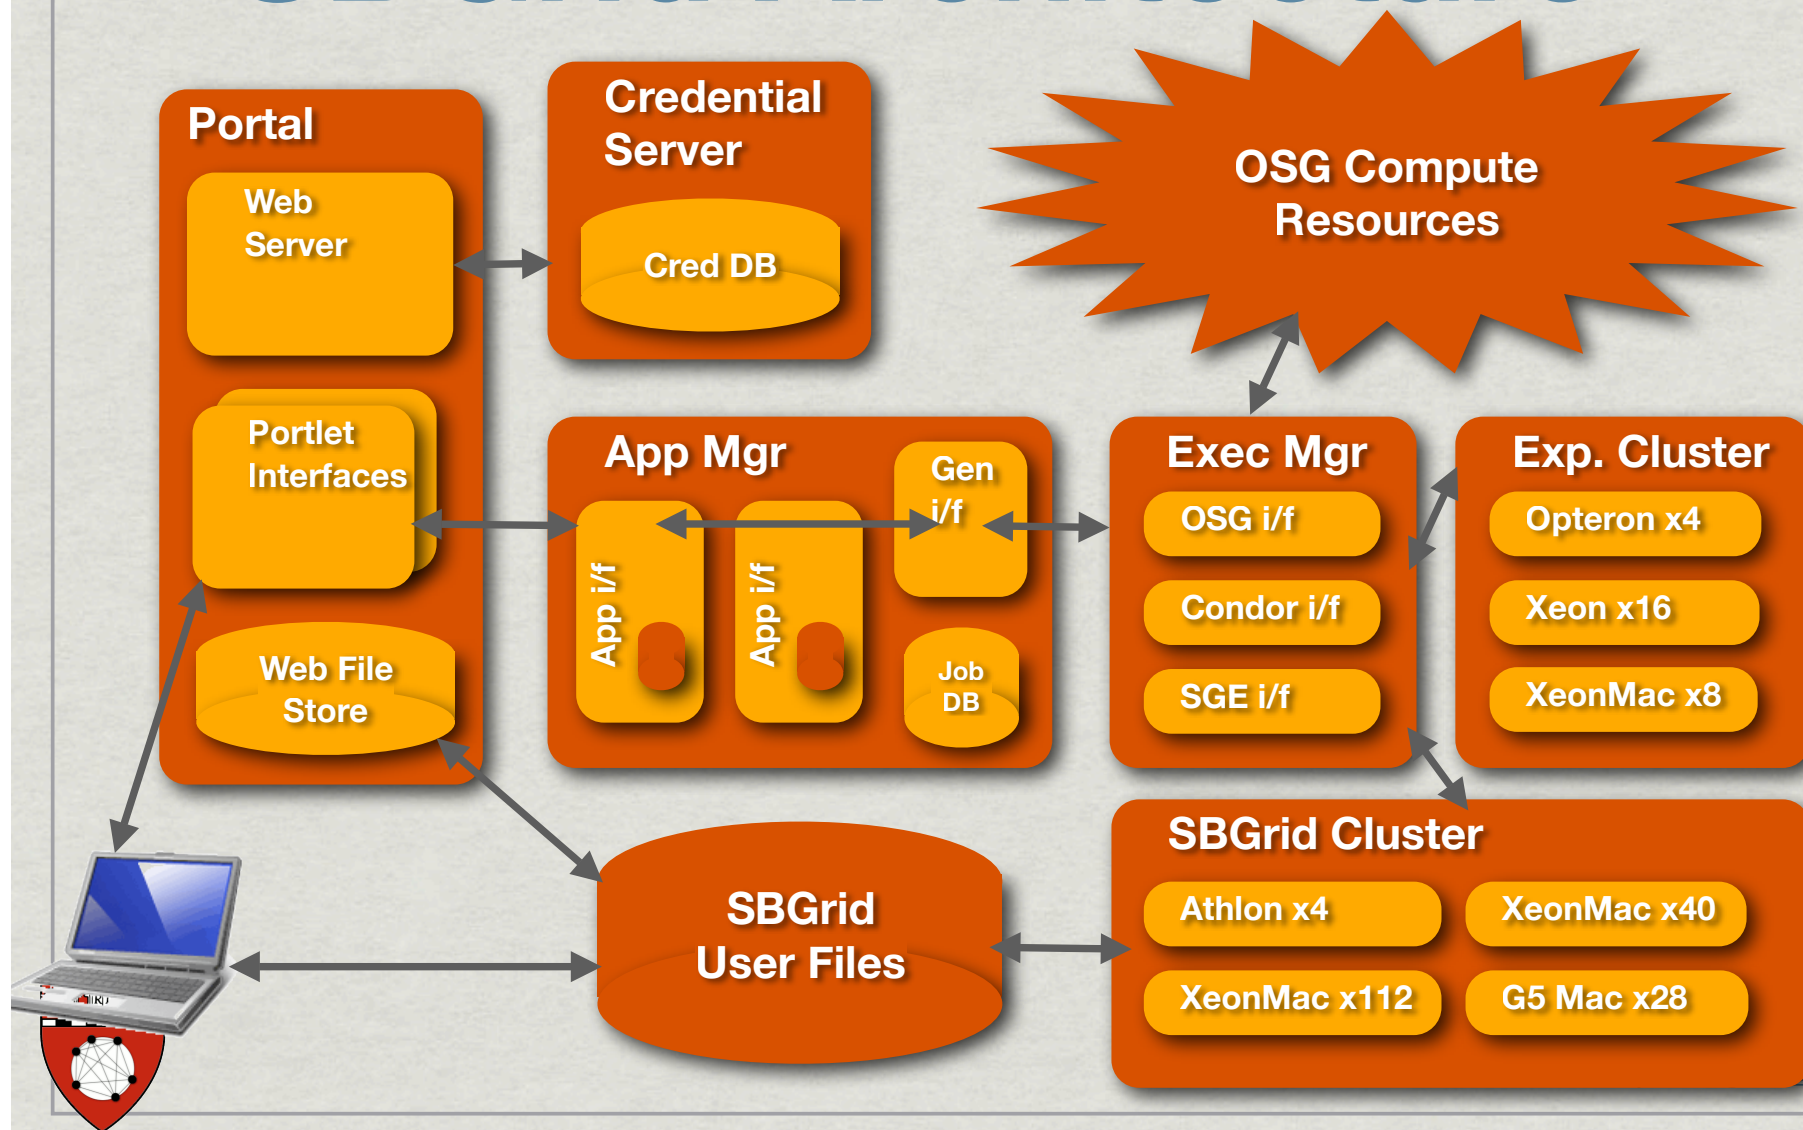 Portal
Web
Server
Portlet
Interfaces
Web File
Store
Credential
Server
Cred DB
OSG Compute
Resources
App Mgr
App i/f
App i/f
Gen
i/f
Job
DB
Exec Mgr
OSG i/f
Condor i/f
SGE i/f
Exp. Cluster
Opteron x4
Xeon x16
XeonMac x8
SBGrid
User Files
SBGrid Cluster
Athlon x4
XeonMac x40
XeonMac x112
G5 Mac x28